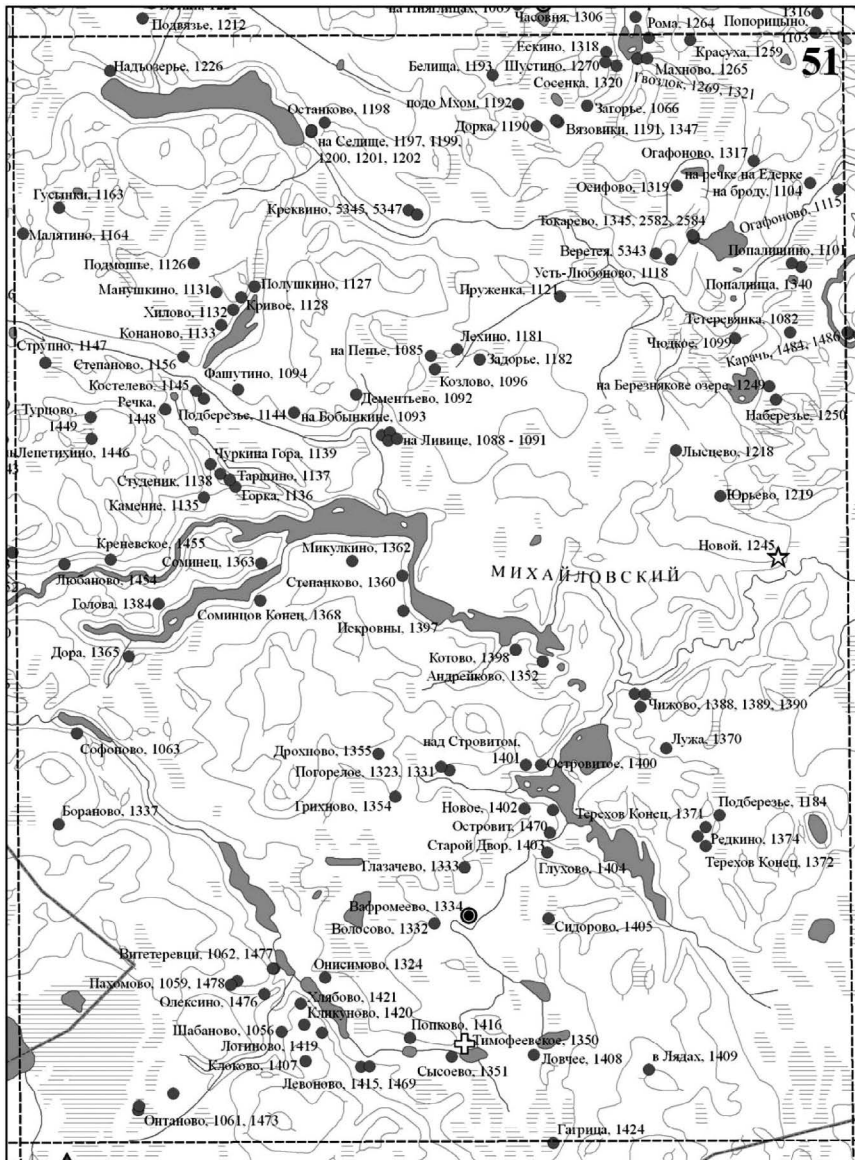 Подвязье, 1212
Часовня, 1306
1316
Рома, 1264
Попорицыно,
1103
51
Екино, 1318
Красуха, 1259
Надъозерье, 1226
Белища, 1193
Шустино, 1270
Махново, 1265
Сосенка, 1320
Гвоздок, 1269, 1321
Останково, 1198
подо Мхом, 1192
Загорье, 1066
на Селище, 1197, 1199,
1200, 1201, 1202
Дорка, 1190
Вязовики, 1191, 1347
Огафоново, 1317
на речке на Едерке
на броду, 1104
Осифово, 1319
Гусынки, 1163
Креквино, 5345, 5347
Токарево, 1345, 2582, 2584
Огафоново, 1115
Малятино, 1164
Веретея, 5343
Попалишино, 1101
Подмошье, 1126
Усть-Любоново, 1118
Манушкино, 1131
Полушкино, 1127
Пруженка, 1121
Попалница, 1340
Хилово, 1132
Кривое, 1128
Конаново, 1133
Тетеревянка, 1082
Струпно, 1147
Лехино, 1181
Чюдкое, 1099
Карачь, 1484, 1486
на Пенье, 1085
Степаново, 1156
Задорье, 1182
Фашутино, 1094
Козлово, 1096
на Березнякове озере, 1249
Костелево, 1145
Дементьево, 1092
Речка,
1448
Турпово,
1449
Подберезье, 1144
на Бобынкине, 1093
Наберезье, 1250
на Ливице, 1088 - 1091
Лепетихино, 1446
Чуркина Гора, 1139
Лысцево, 1218
Студеник, 1138
Таршино, 1137
Горка, 1136
Камение, 1135
Юрьево, 1219
Креневское, 1455
Микулкино, 1362
Новой, 1245
Соминец, 1363
Любаново, 1454
Степанково, 1360
МИХАЙЛОВСКИЙ
Голова, 1384
Соминцов Конец, 1368
Искровны, 1397
Дора, 1365
Котово, 1398
Андрейково, 1352
Чижово, 1388, 1389, 1390
Софоново, 1063
Дрохново, 1355
над Стровитом,
1401
Лужа, 1370
Погорелое, 1323, 1331
Островитое, 1400
Грихново, 1354
Новое, 1402
Терехов Конец, 1371
Подберезье, 1184
Бораново, 1337
Островит, 1470
Редкино, 1374
Старой Двор, 1403
Терехов Конец, 1372
Глазачево, 1333
Глухово, 1404
Вафромеево, 1334
Волосово, 1332
Сидорово, 1405
Витетеревци, 1062, 1477
Онисимово, 1324
Пахомово, 1059, 1478
Олексино, 1476
Хлябово, 1421
Кликуново, 1420
Шабаново, 1056
Попково, 1416
Тимофеевское, 1350
Логиново, 1419
Клоково, 1407
Сысоево, 1351
Ловчее, 1408
в Лядах, 1409
Левоново, 1415, 1469
Онтаново, 1061, 1473
Гагрица, 1424